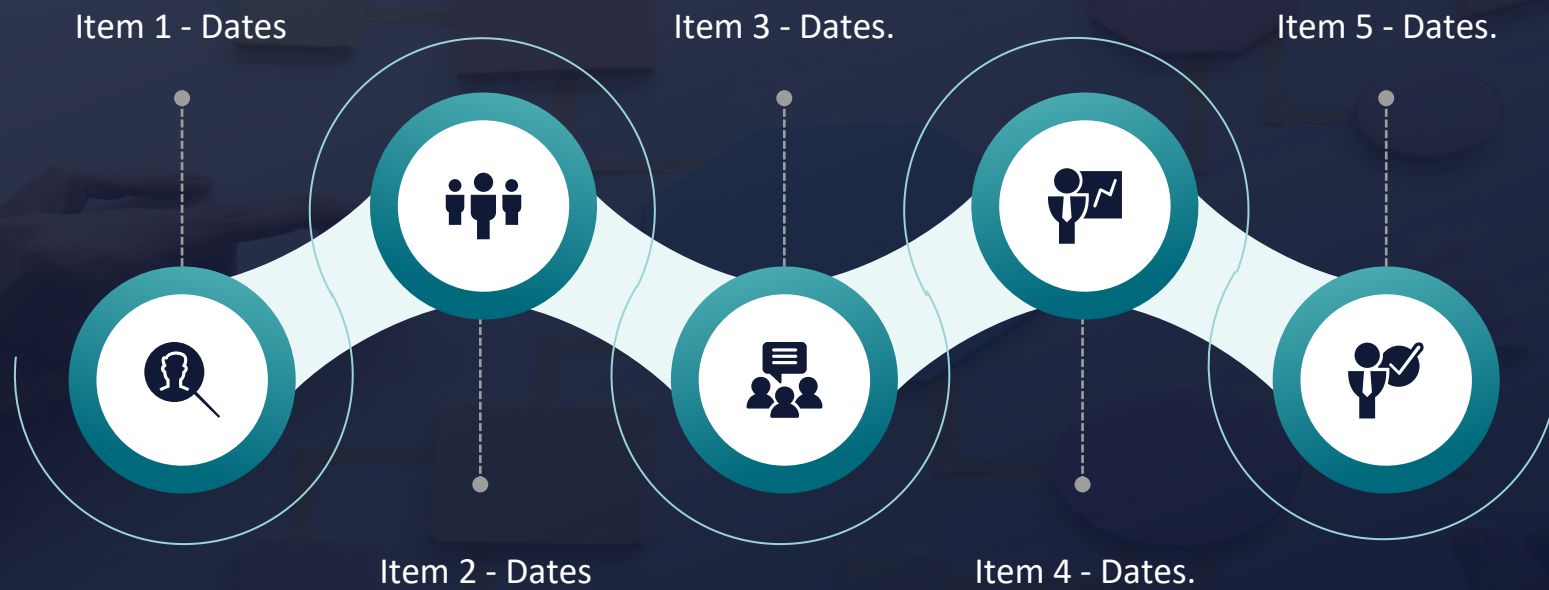 Item 1 - Dates
Item 2 - Dates
Item 3 - Dates.
Item 4 - Dates.
Item 5 - Dates.